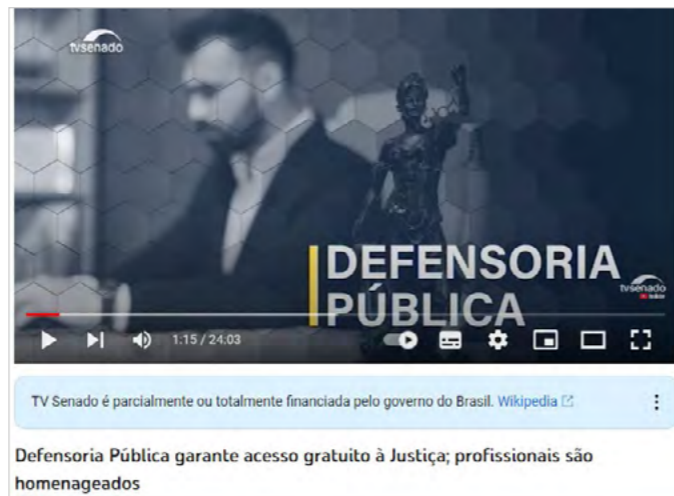 tvsenado
DEFENSORIA
PÚBLICA
tvsenado
1:15 / 24:03
TV Senado é parcialmente ou totalmente financiada pelo governo do Brasil. Wikipedia
Defensoria Pública garante acesso gratuito à Justiça; profissionais são
homenageados